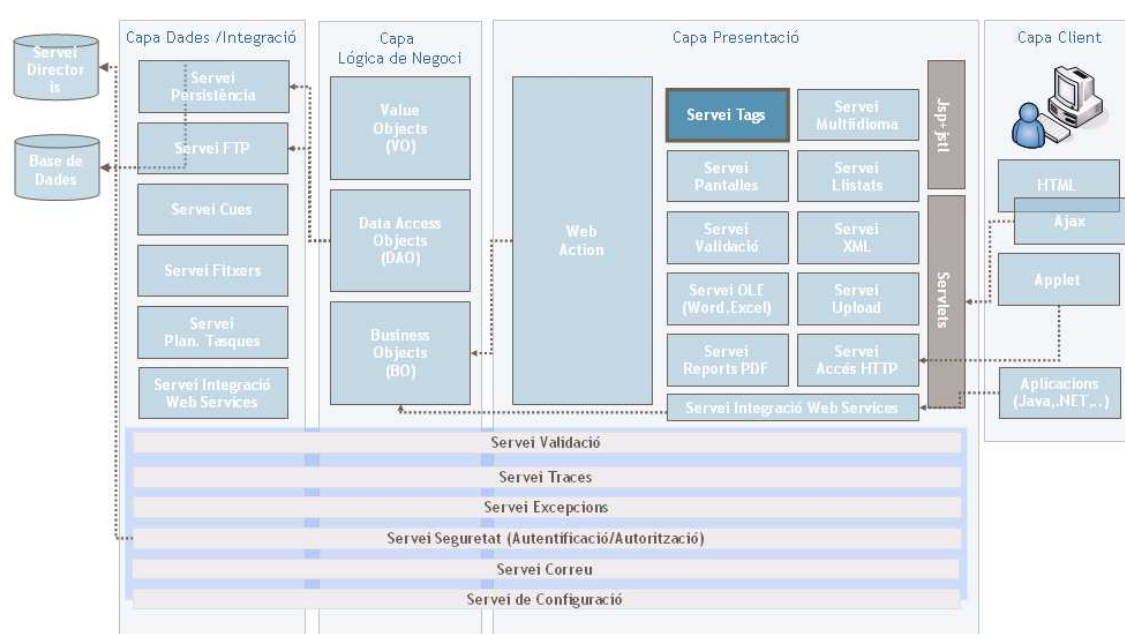 Servei
Director
is
Base de
Dades
Capa Dades /Integració
Servei
Persistència
Servei FTP
Servei Cues
Servei Fitxers
Servei
Plan. Tasques
Servei Integració
Web Services
Capa
Lógica de Negoci
Value
Objects
(VO)
Data Access
Objects
(DAO)
Business
Objects
(BO)
Capa Presentació
Web
Action
Servei Tags
Servei
Multiidioma
Servei
Pantalles
Servei
Llistats
Servei
Validació
Servei
XML
Servei OLE
(Word,Excel)
Servei
Upload
Servei
Reports PDF
Servei
Accés HTTP
Servei Integració Web Services
Jsp+ jstl
Servlets
Capa Client
HTML
Ajax
Applet
Aplicacions
(Java,.NET,..)
Servei Validació
Servei Traces
Servei Excepcions
Servei Seguretat (Autentificació/Autorització)
Servei Correu
Servei de Configuració